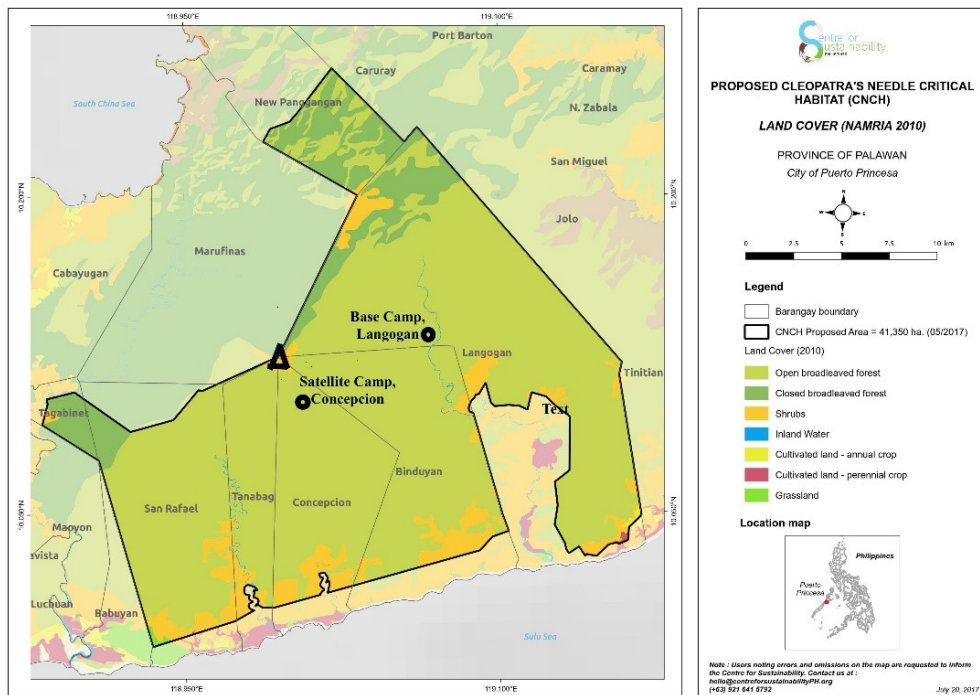 118.950°E
119.100°E
Port Barton
Caruray
Caramay
South China Sea
New Panggangan
N. Zabala
San Miguel
10.200°N
10.200°N
Jolo
Marufinas
Cabayugan
Base Camp,
Langogan
Langogan
Tinitian
Satellite Camp,
Concepcion
Tagabinet
Text
Binduyan
San Rafael
Tanabag
Concepcion
10.050°N
10.050°N
Maoyon
avista
Luchuan
Babuyan
Sulu Sea
118.950°E
119.100°E
Centre for
Sustainability
PROPOSED CLEOPATRA'S NEEDLE CRITICAL
HABITAT (CNCH)
LAND COVER (NAMRIA 2010)
PROVINCE OF PALAWAN
City of Puerto Princesa
N
W
E
S
0 2.5 5 7.5 10 km
Legend
Barangay boundary
CNCH Proposed Area = 41,350 ha. (05/2017)
Land Cover (2010)
Open broadleaved forest
Closed broadleaved forest
Shrubs
Inland Water
Cultivated land - annual crop
Cultivated land - perennial crop
Grassland
Location map
Philippines
Puerto
Princesa
Note : Users noting errors and omissions on the map are requested to inform
the Centre for Sustainability. Contact us at :
hello@centreforsustainabilityPH.org
(+63) 921 641 5792
July 20, 2017